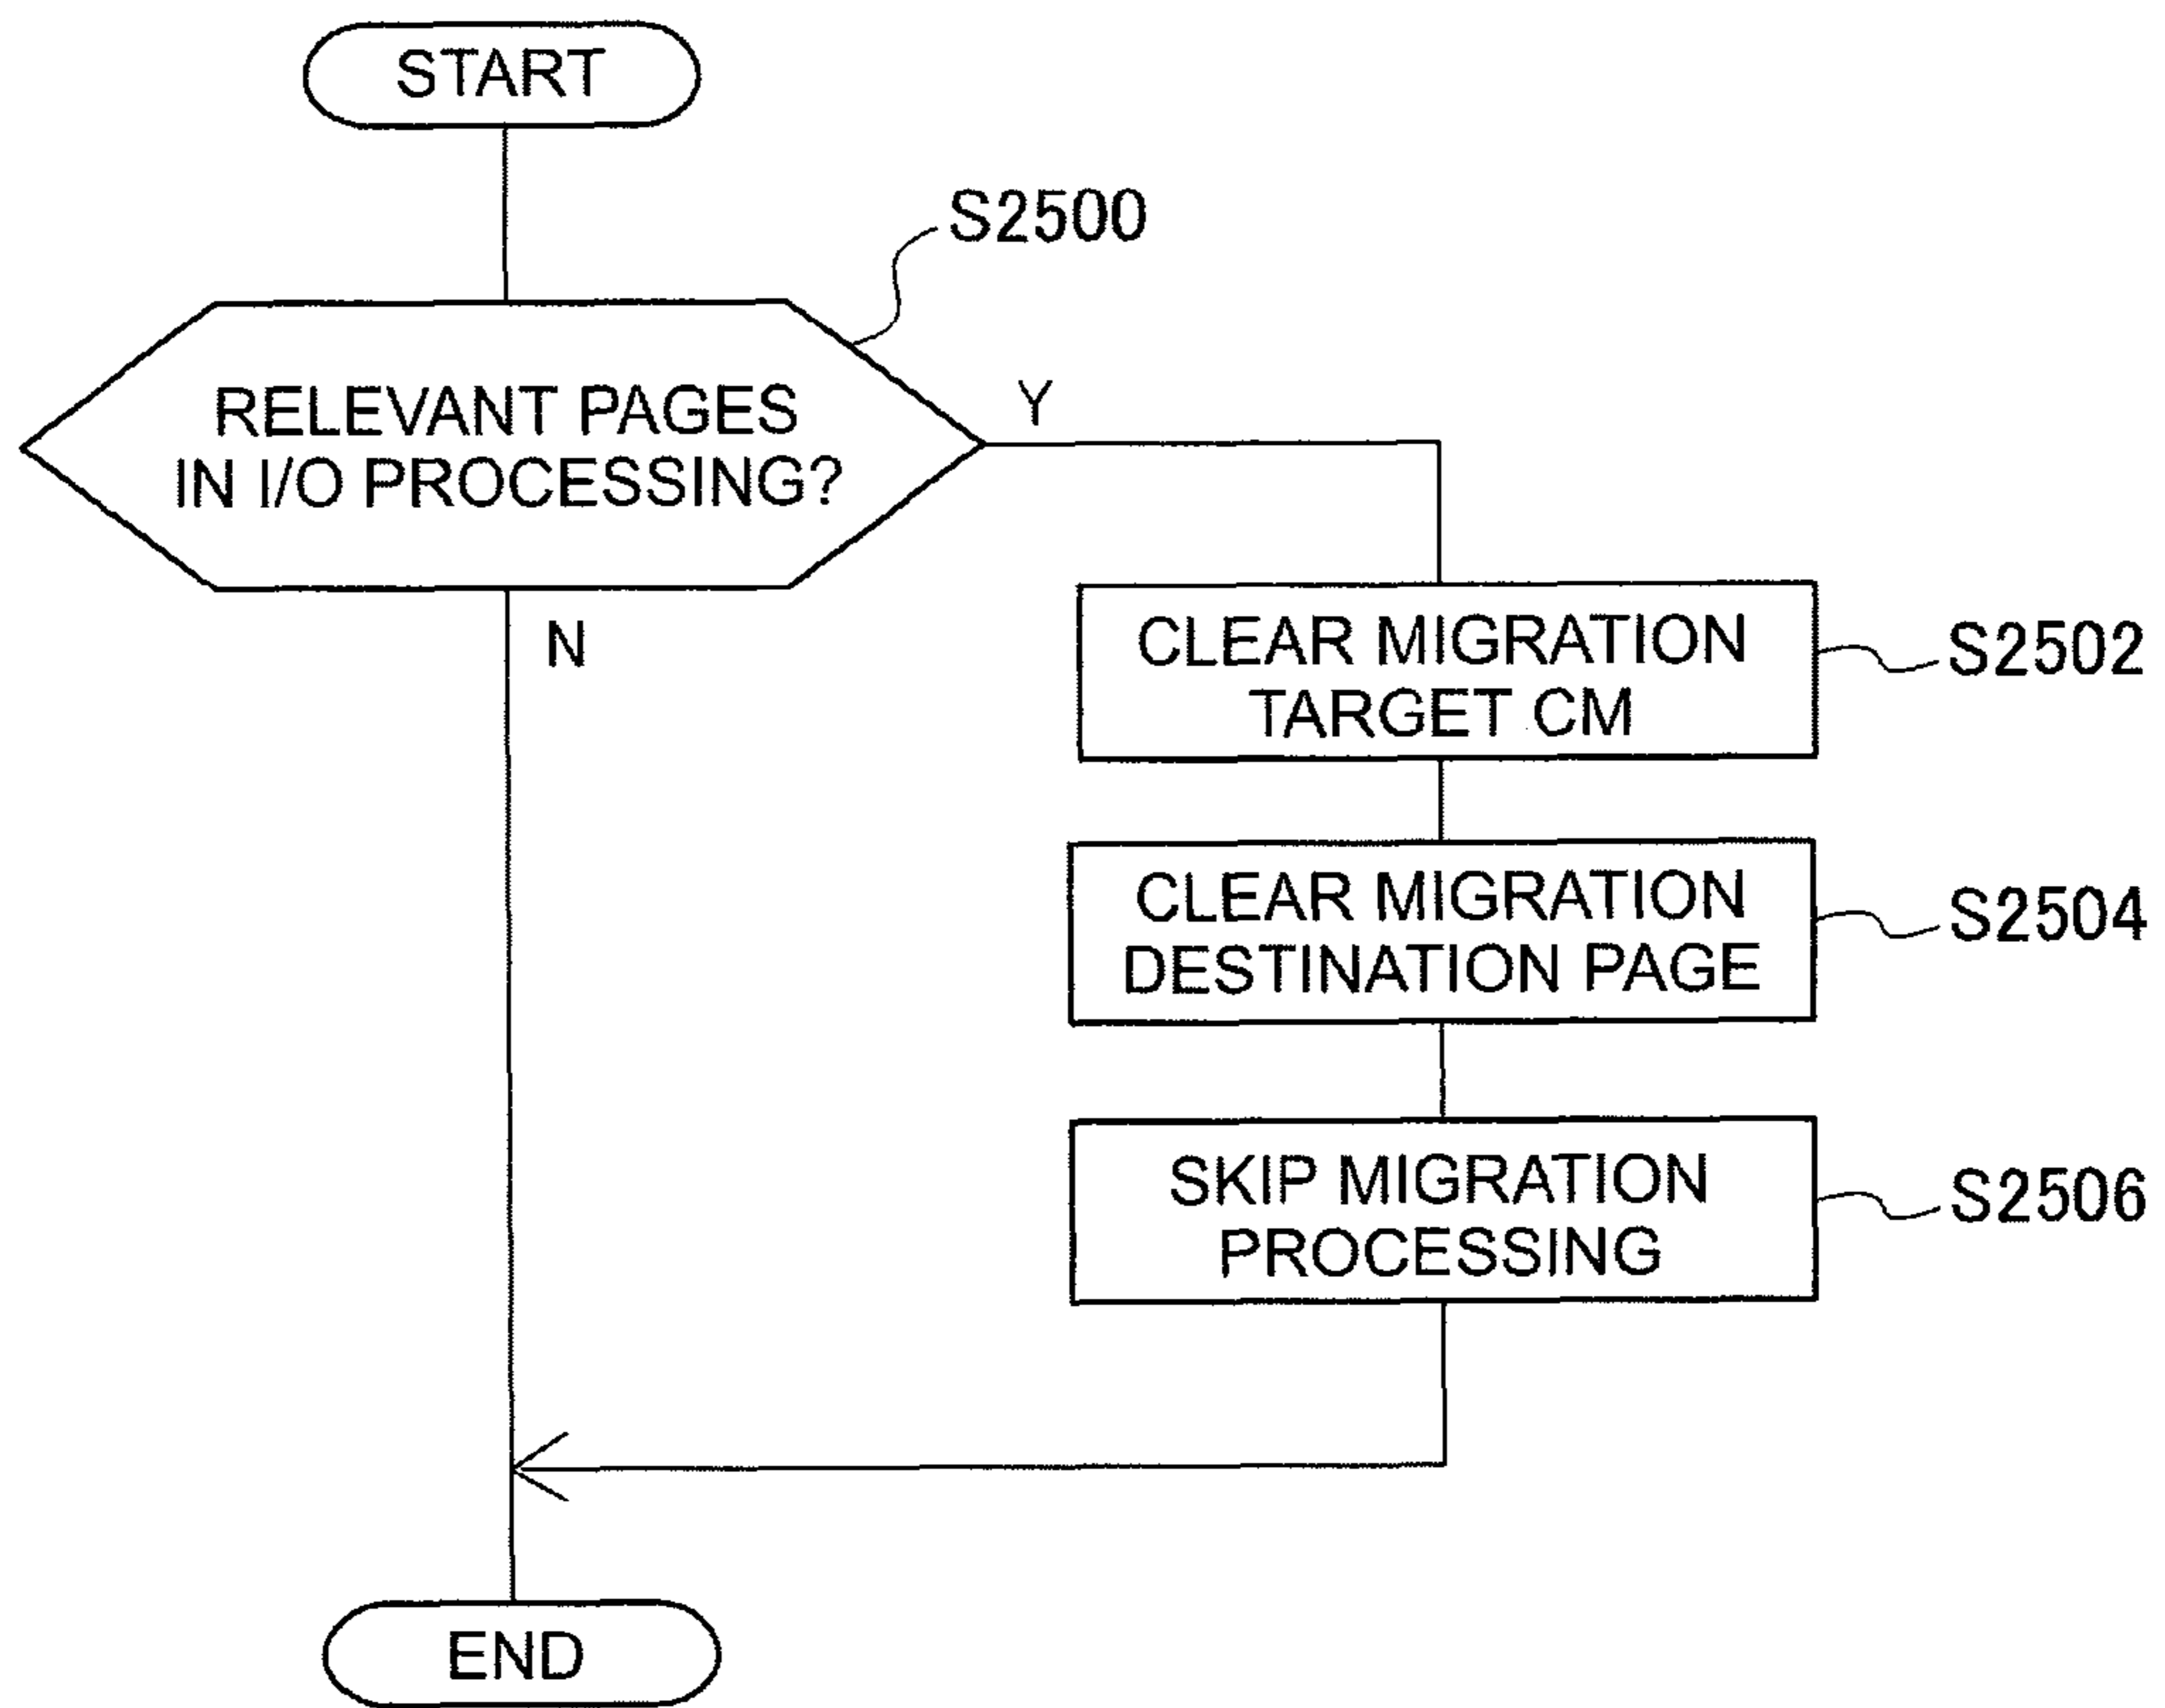 START
S2500
RELEVANT PAGES
IN I/O PROCESSING?
Y
N
CLEAR MIGRATION
TARGET CM
S2502
CLEAR MIGRATION
DESTINATION PAGE
S2504
SKIP MIGRATION
PROCESSING
S2506
END